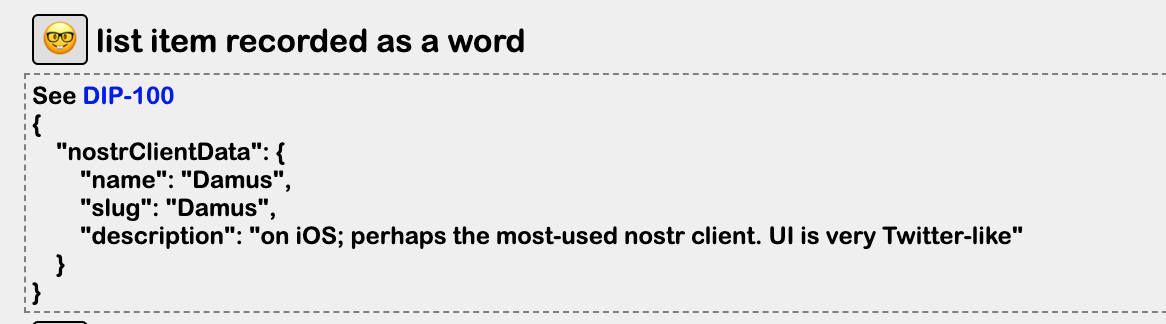 list item recorded as a word
See DIP-100
{
    "nostrClientData": {
        "name": "Damus",
        "slug": "Damus",
        "description": "on iOS; perhaps the most-used nostr client. UI is very Twitter-like"
    }
}